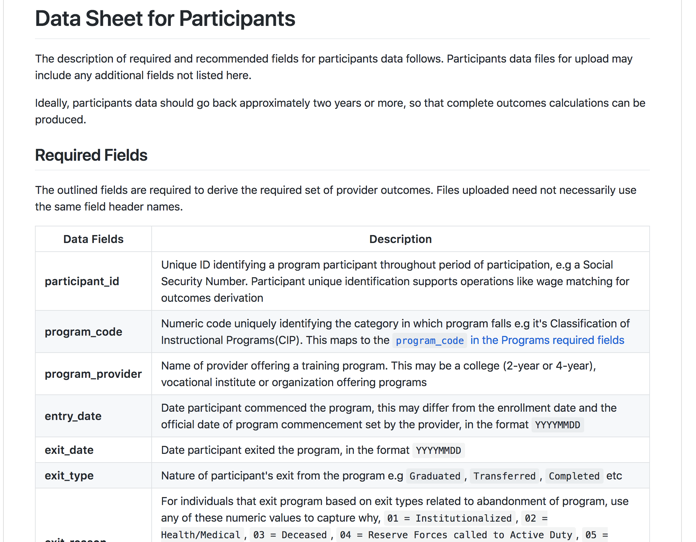 Data Sheet for Participants
The description of required and recommended fields for participants data follows. Participants data files for upload may
include any additional fields not listed here.
Ideally, participants data should go back approximately two years or more, so that complete outcomes calculations can be
produced.
Required Fields
The outlined fields are required to derive the required set of provider outcomes. Files uploaded need not necessarily use
the same field header names.
Data Fields Description
participant_id
Unique ID identifying a program participant throughout period of participation, e.g a Social
Security Number. Participant unique identification supports operations like wage matching for
outcomes derivation
program_code
Numeric code uniquely identifying the category in which program falls e.g it's Classification of
Instructional Programs(CIP). This maps to the program_code in the Programs required fields
program_provider
Name of provider offering a training program. This may be a college (2-year or 4-year),
vocational institute or organization offering programs
entry_date
Date participant commenced the program, this may differ from the enrollment date and the
official date of program commencement set by the provider, in the format YYYYMMDD
exit_date Date participant exited the program, in the format YYYYMMDD
exit_type Nature of participant's exit from the program e.g Graduated , Transferred , Completed etc
For individuals that exit program based on exit types related to abandonment of program, use
any of these numeric values to capture why, 01 = Institutionalized , 02 =
Health/Medical , 03 = Deceased , 04 = Reserve Forces called to Active Duty , 05 =
exit_reason